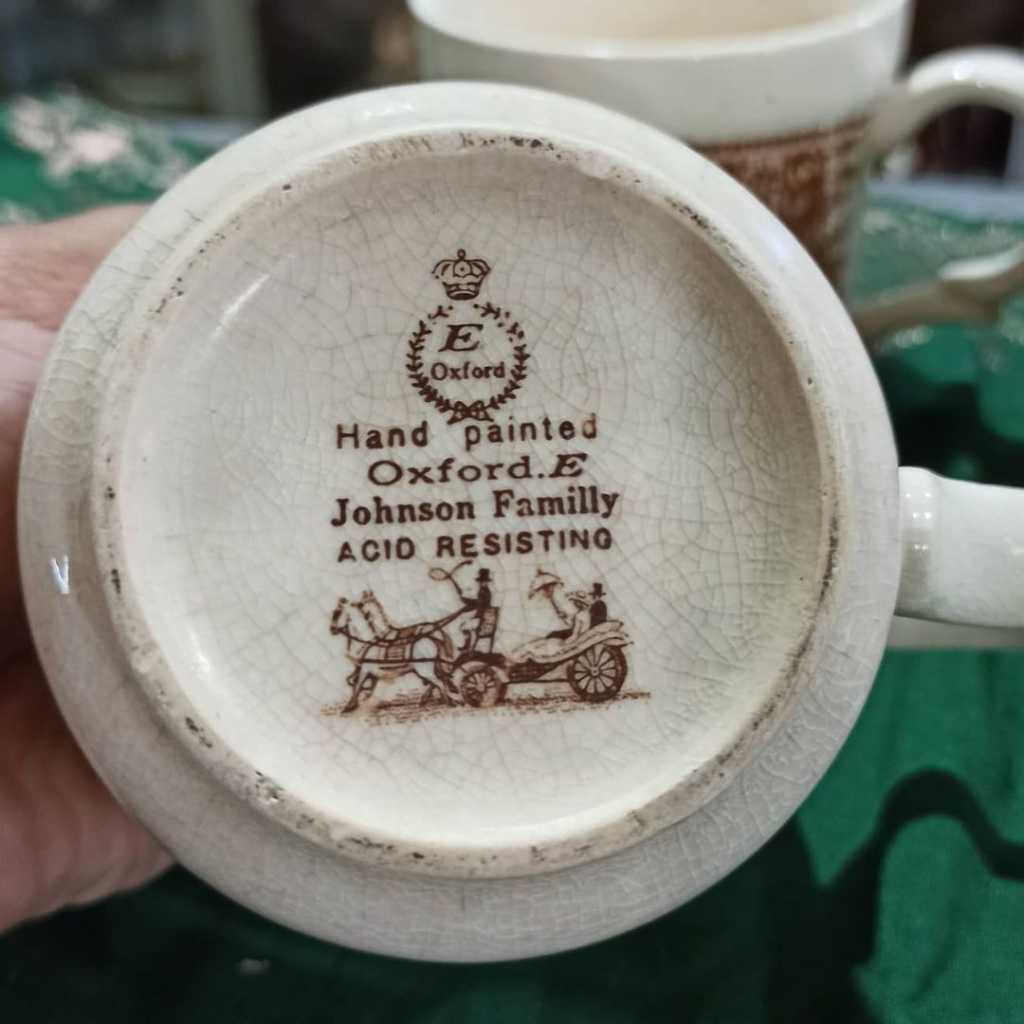 E
Oxford
Hand painted
Oxford.E
Johnson Familly
ACID RESISTING